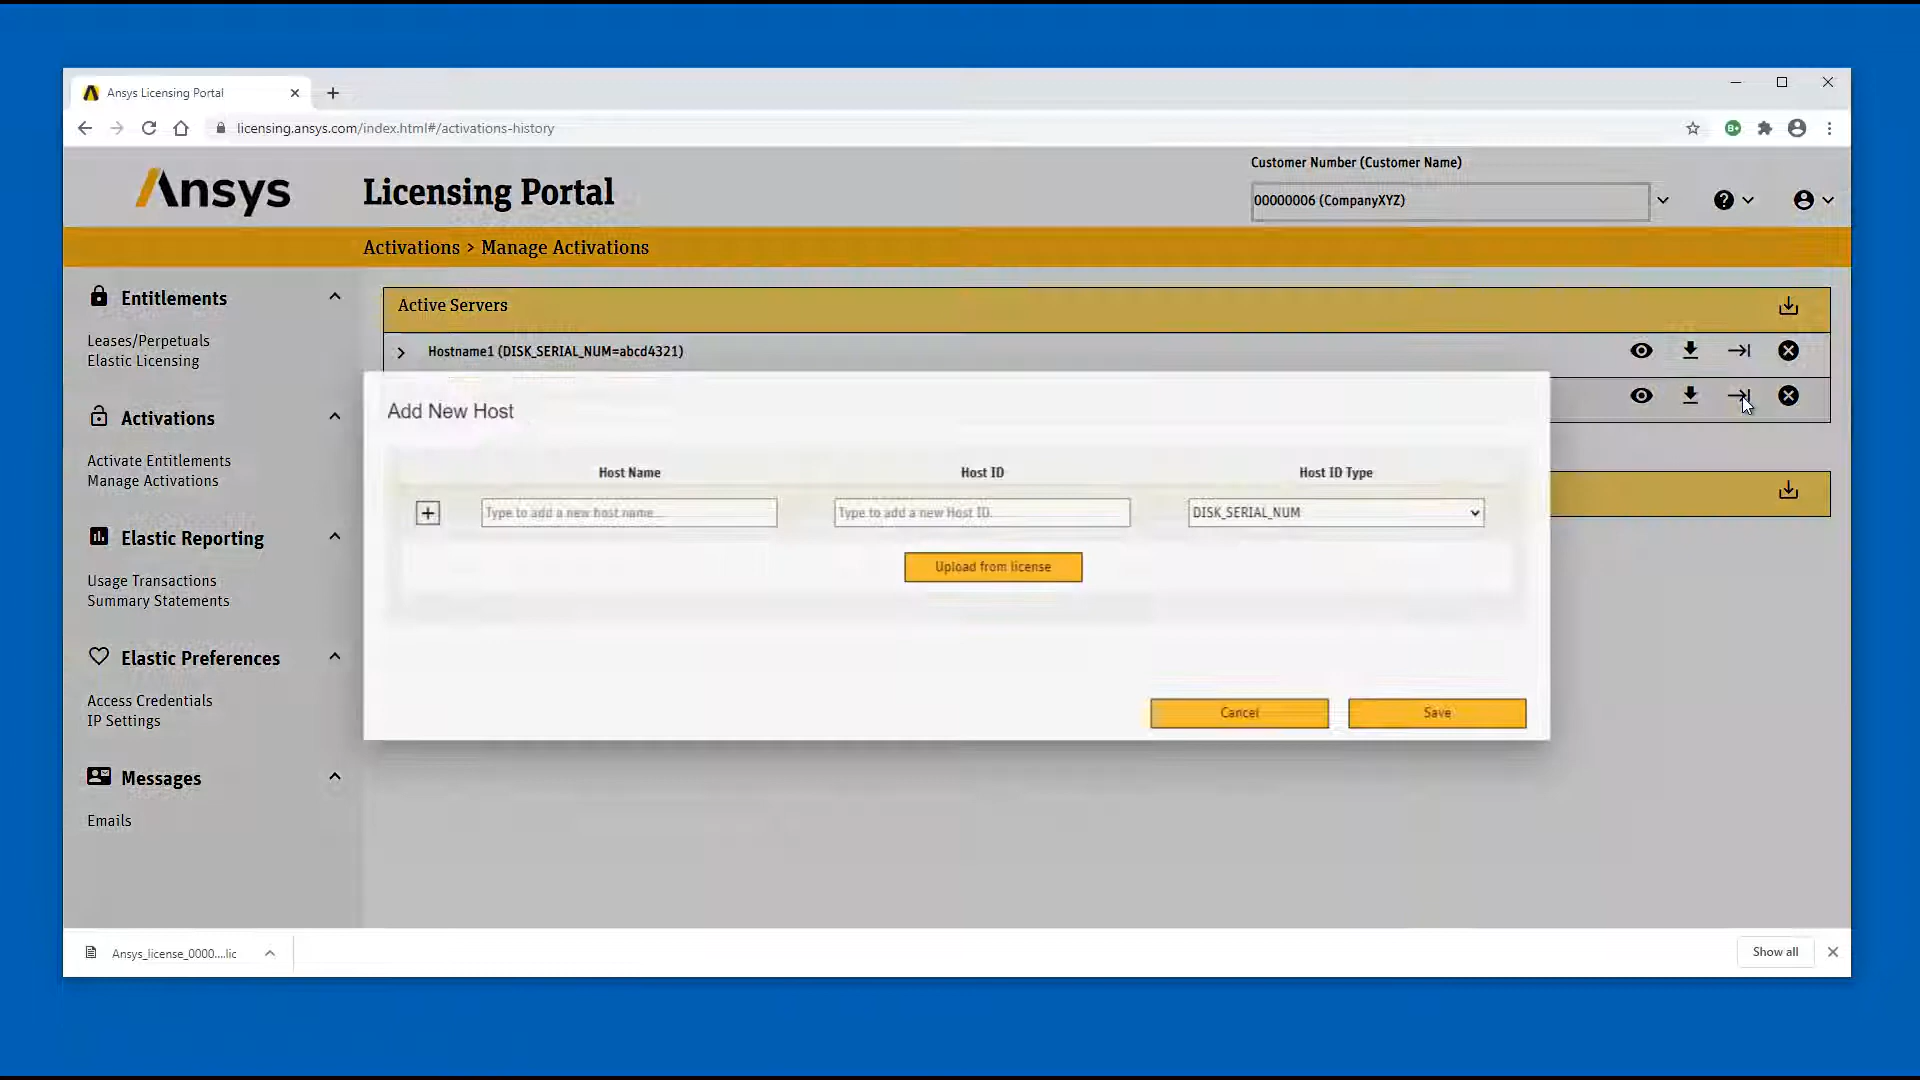 Ansys Licensing Portal
licensing.ansys.com/index.html#/activations-history
Customer Number (Customer Name)
Ansys
Licensing Portal
00000006 (CompanyXYZ)
Activations > Manage Activations
Entitlements
Leases/Perpetuals
Elastic Licensing
Activations
Activate Entitlements
Manage Activations
Elastic Reporting
Usage Transactions
Summary Statements
Elastic Preferences
Access Credentials
IP Settings
Messages
Emails
Active Servers
Hostname1 (DISK_SERIAL_NUM=abcd4321)
Add New Host
Host Name Host ID Host ID Type
Type to add a new host name... Type to add a new Host ID. DISK_SERIAL_NUM
Upload from license
Cancel Save
Ansys_license_0000....lic
Show all